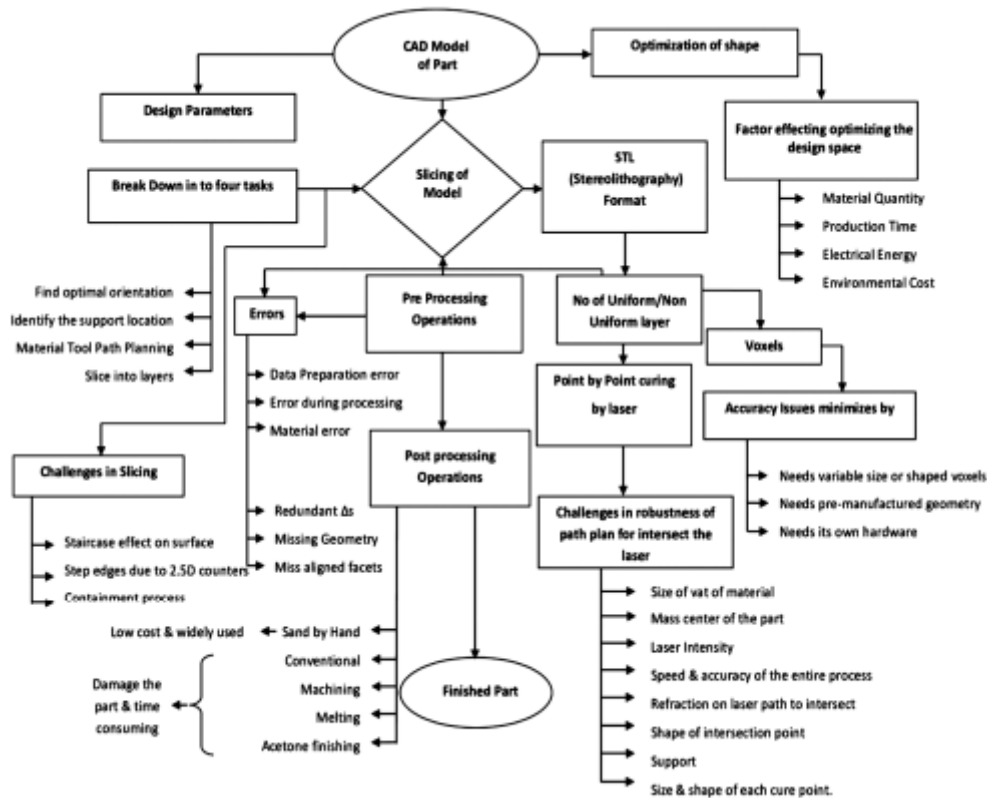 CAD Model
of Part
Optimization of shape
Design Parameters
Factor effecting optimizing the
design space
Material Quantity
Production Time
Electrical Energy
Environmental Cost
Break Down in to four tasks
Slicing of
Model
STL
(Stereolithography)
Format
Find optimal orientation
Identify the support location
Material Tool Path Planning
Slice into layers
Errors
Pre Processing
Operations
No of Uniform/Non
Uniform layer
Voxels
Data Preparation error
Error during processing
Material error
Redundant Δs
Missing Geometry
Miss aligned facets
Point by Point curing
by laser
Accuracy Issues minimizes by
Needs variable size or shaped voxels
Needs pre-manufactured geometry
Needs its own hardware
Challenges in Slicing
Staircase effect on surface
Step edges due to 2.5D counters
Containment process
Post processing
Operations
Challenges in robustness of
path plan for intersect the
laser
Size of vat of material
Mass center of the part
Laser Intensity
Speed & accuracy of the entire process
Refraction on laser path to intersect
Shape of intersection point
Support
Size & shape of each cure point.
Low cost & widely used
Sand by Hand
Conventional
Machining
Melting
Acetone finishing
Damage the
part & time
consuming
Finished Part